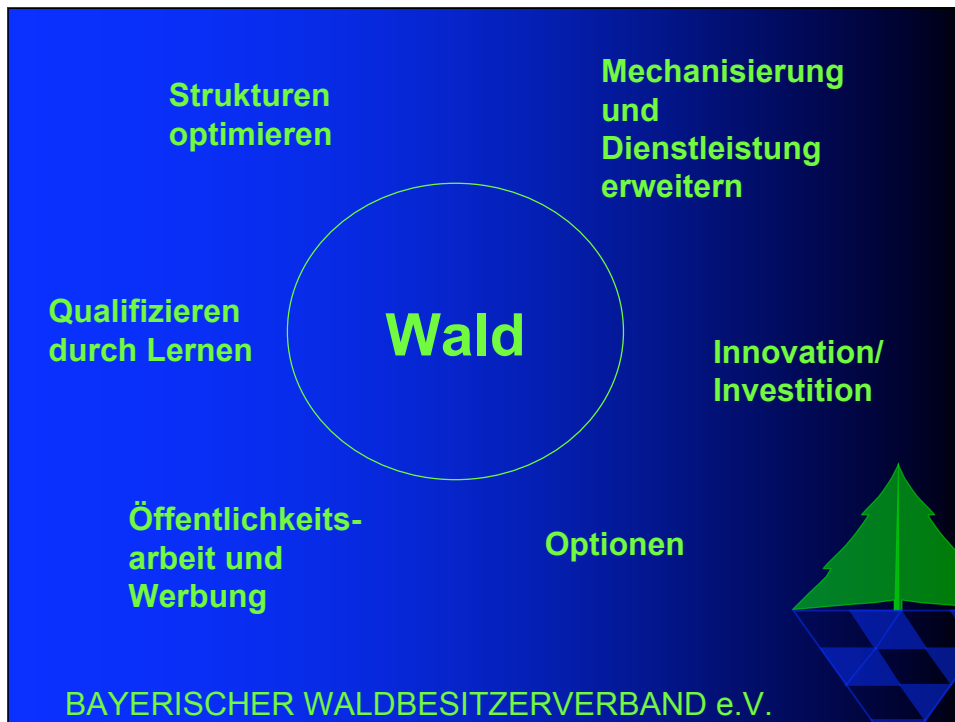 Strukturen
optimieren
Mechanisierung
und
Dienstleistung
erweitern
Qualifizieren
durch Lernen
Wald
Innovation/
Investition
Öffentlichkeits-
arbeit und
Werbung
Optionen
BAYERISCHER WALDBESITZERVERBAND e.V.